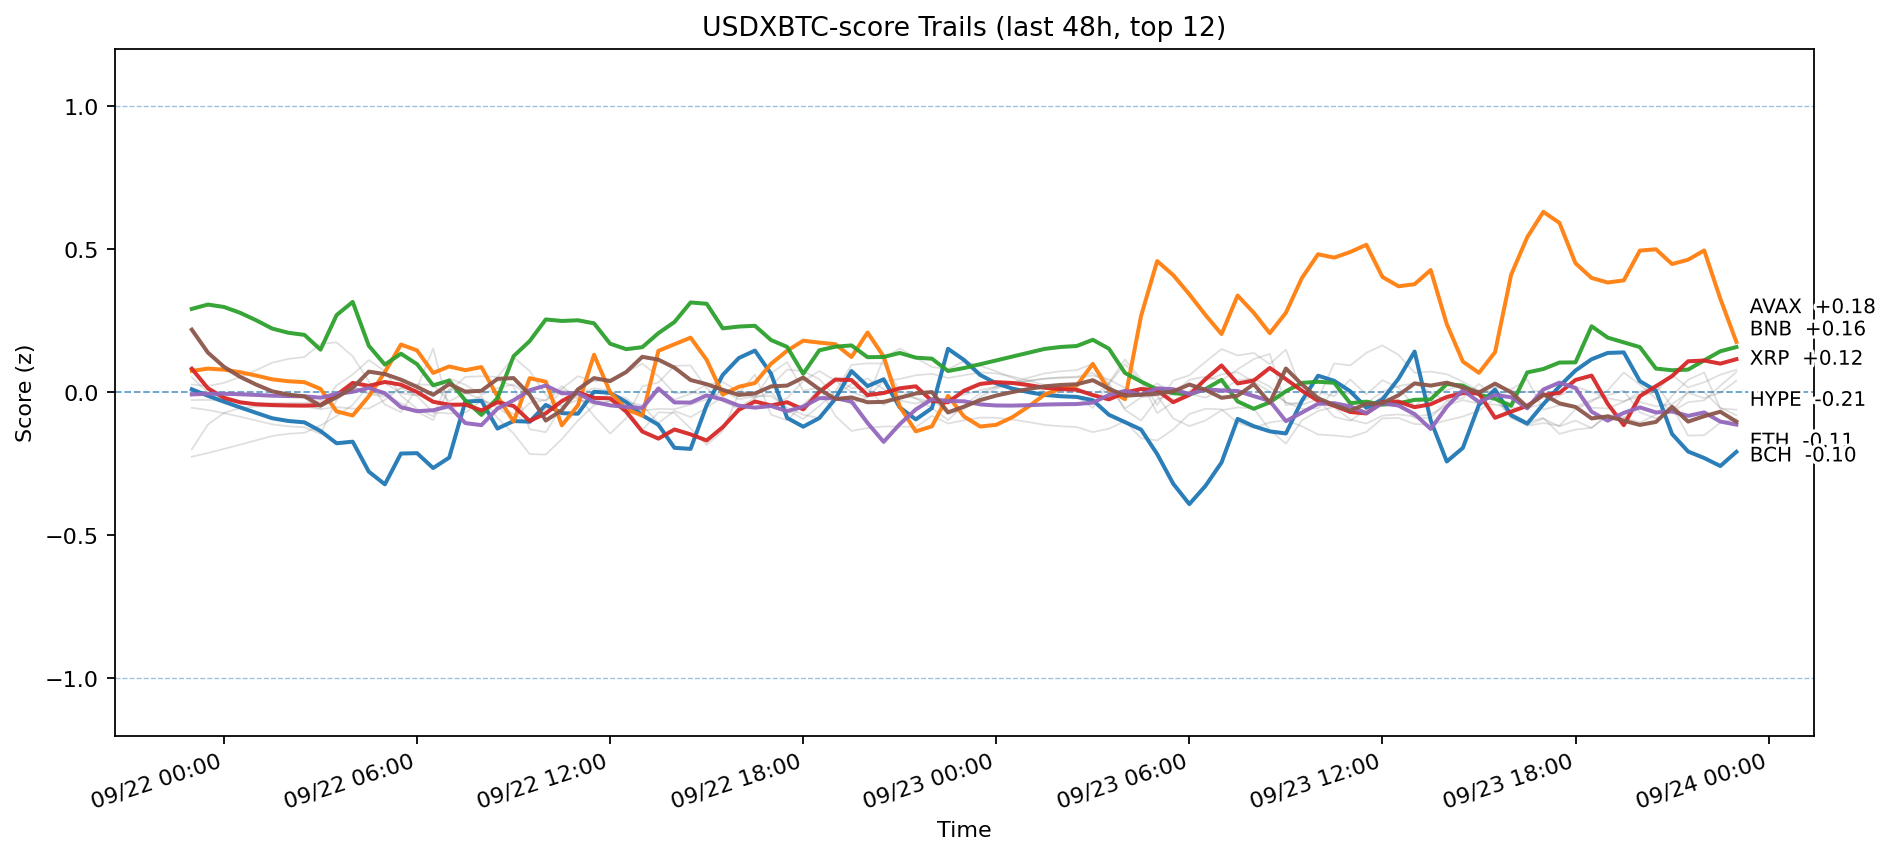 USDXBTC-score Trails (last 48h, top 12)
Score (z)
1.0
0.5
0.0
−0.5
−1.0
AVAX +0.18
BNB +0.16
XRP +0.12
HYPE -0.21
ETH -0.11
BCH -0.10
09/22 00:00
09/22 06:00
09/22 12:00
09/22 18:00
09/23 00:00
09/23 06:00
09/23 12:00
09/23 18:00
09/24 00:00
Time